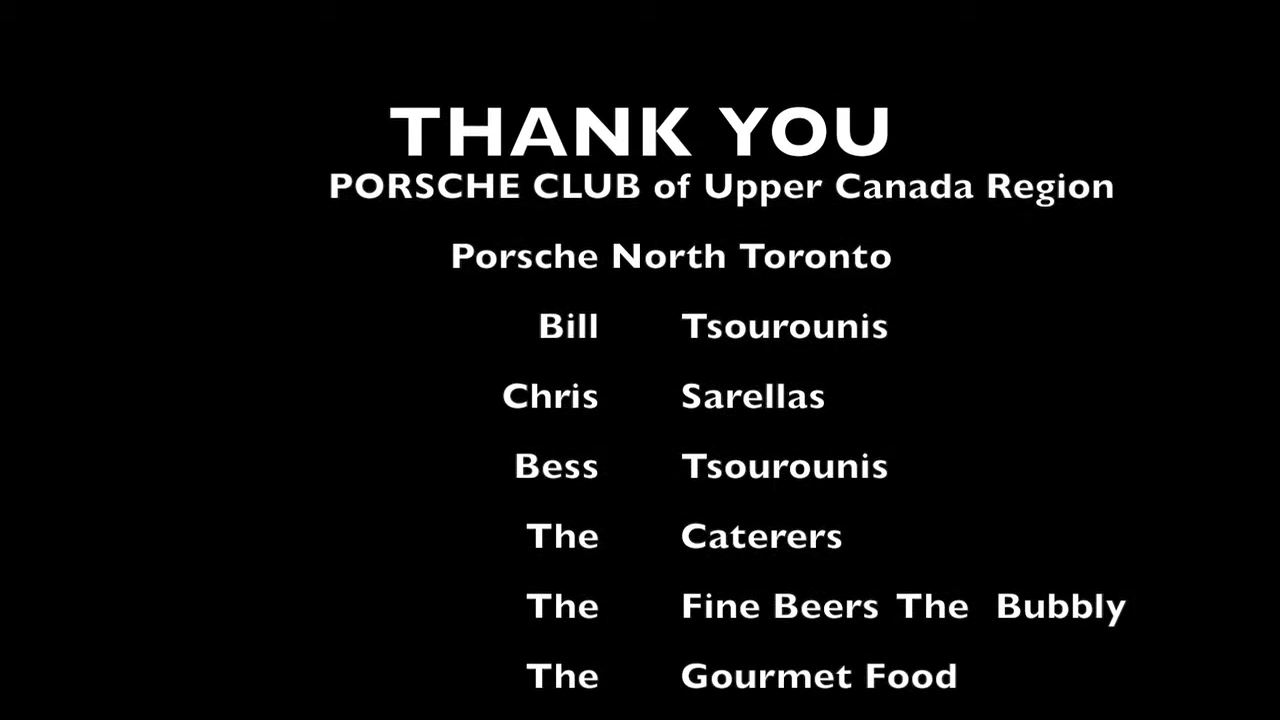 THANK YOU
PORSCHE CLUB of Upper Canada Region
Porsche North Toronto
Bill Tsourounis
Chris Sarellas
Bess Tsourounis
The Caterers
The Fine Beers The Bubbly
The Gourmet Food